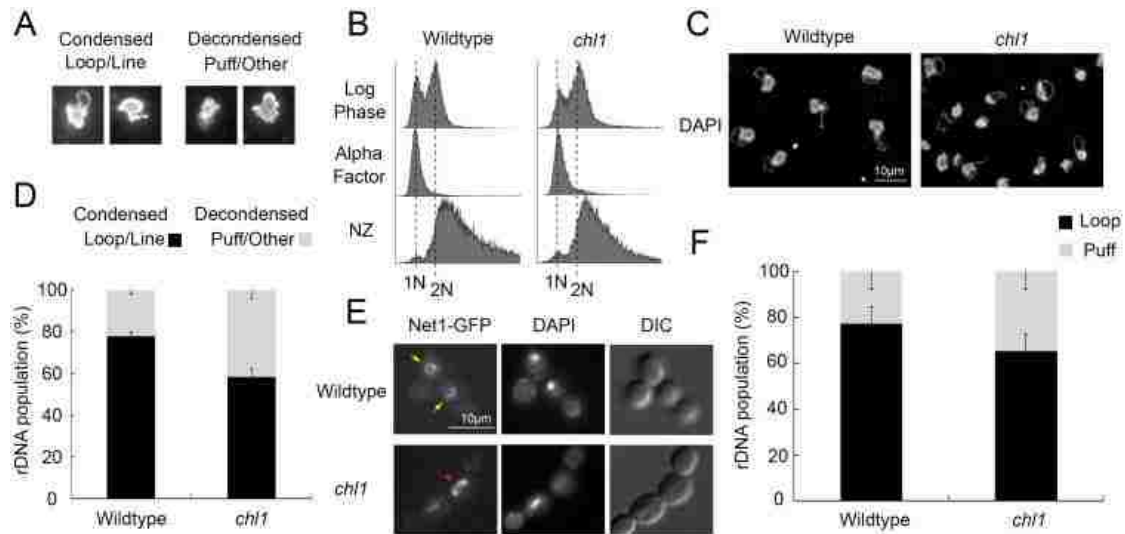 A
Condensed
Loop/Line
Decondensed
Puff/Other
B
Wildtype
chl1
Log
Phase
Alpha
Factor
NZ
1N
2N
1N
2N
C
Wildtype
chl1
DAPI
10µm
D
Condensed
Loop/Line
Decondensed
Puff/Other
rDNA population (%)
100
80
60
40
20
0
Wildtype
chl1
E
Net1-GFP
DAPI
DIC
Wildtype
10µm
chl1
F
Loop
Puff
rDNA population (%)
100
80
60
40
20
0
Wildtype
chl1